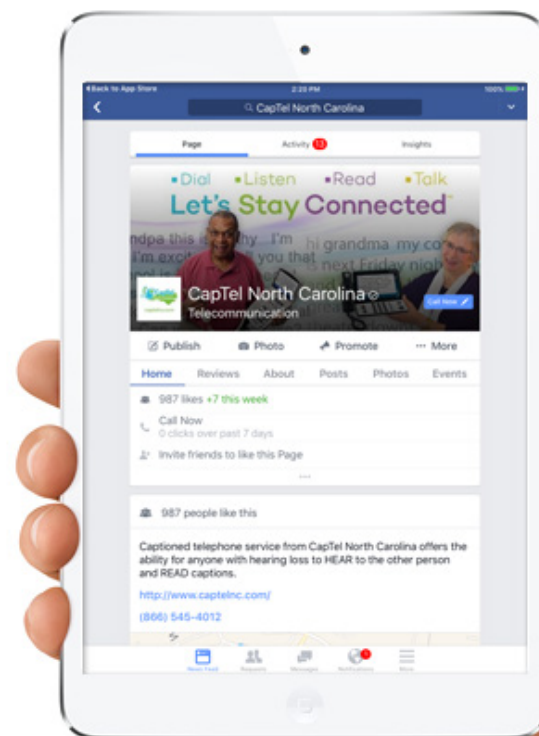 Back to App Store 2:20 PM 100%
CapTel North Carolina
Page Activity 13 Insights
Dial Listen Read Talk
Let's Stay Connected
hi grandma my
I'm
you that
is next Friday night
CapTel North Carolina
Telecommunication
Call Now
Publish Photo Promote More
Home Reviews About Posts Photos Events
987 likes +7 this week
Call Now
0 clicks over past 7 days
Invite friends to like this Page
987 people like this
Captioned telephone service from CapTel North Carolina offers the
ability for anyone with hearing loss to HEAR to the other person
and READ captions.
http://www.captelnc.com/
(866) 545-4012
News Feed Requests Messages Notifications More